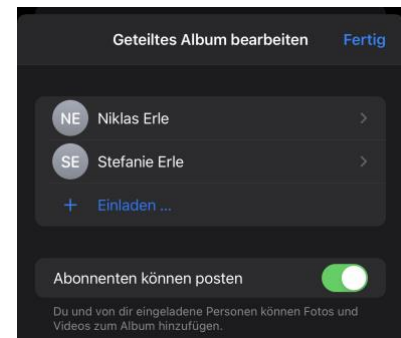 Geteiltes Album bearbeiten Fertig
NE Niklas Erle
SE Stefanie Erle
+ Einladen ...
Abonnenten können posten
Du und von dir eingeladene Personen können Fotos und
Videos zum Album hinzufügen.